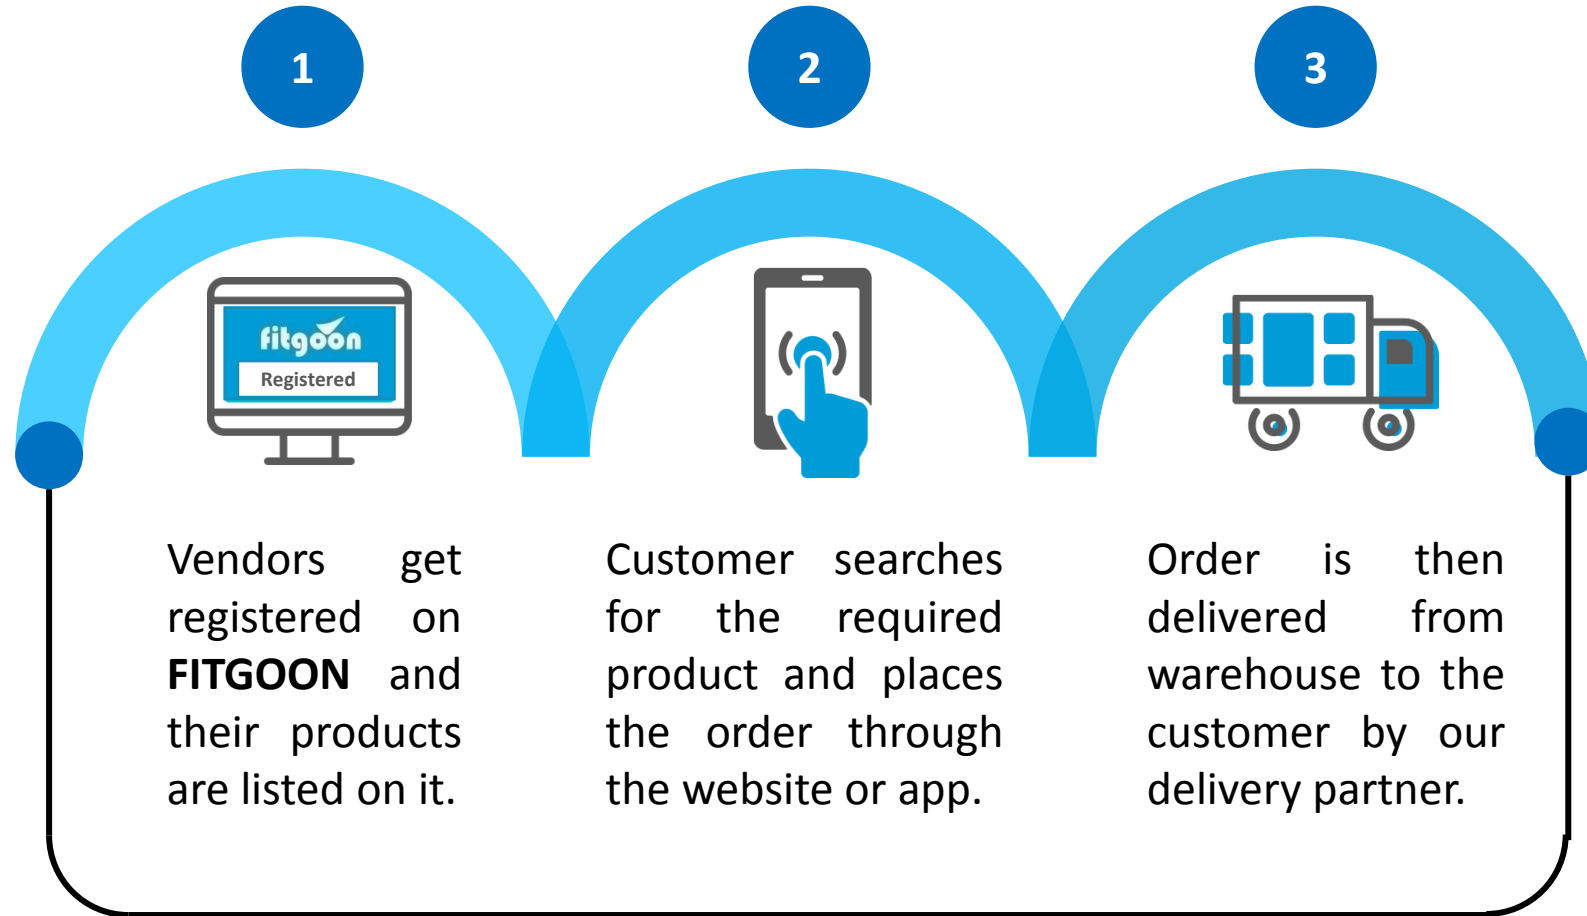 1
2
3
fitgoon
Registered
Vendors get
registered on
FITGOON and
their products
are listed on it.
Customer searches
for the required
product and places
the order through
the website or app.
Order is then
delivered from
warehouse to the
customer by our
delivery partner.